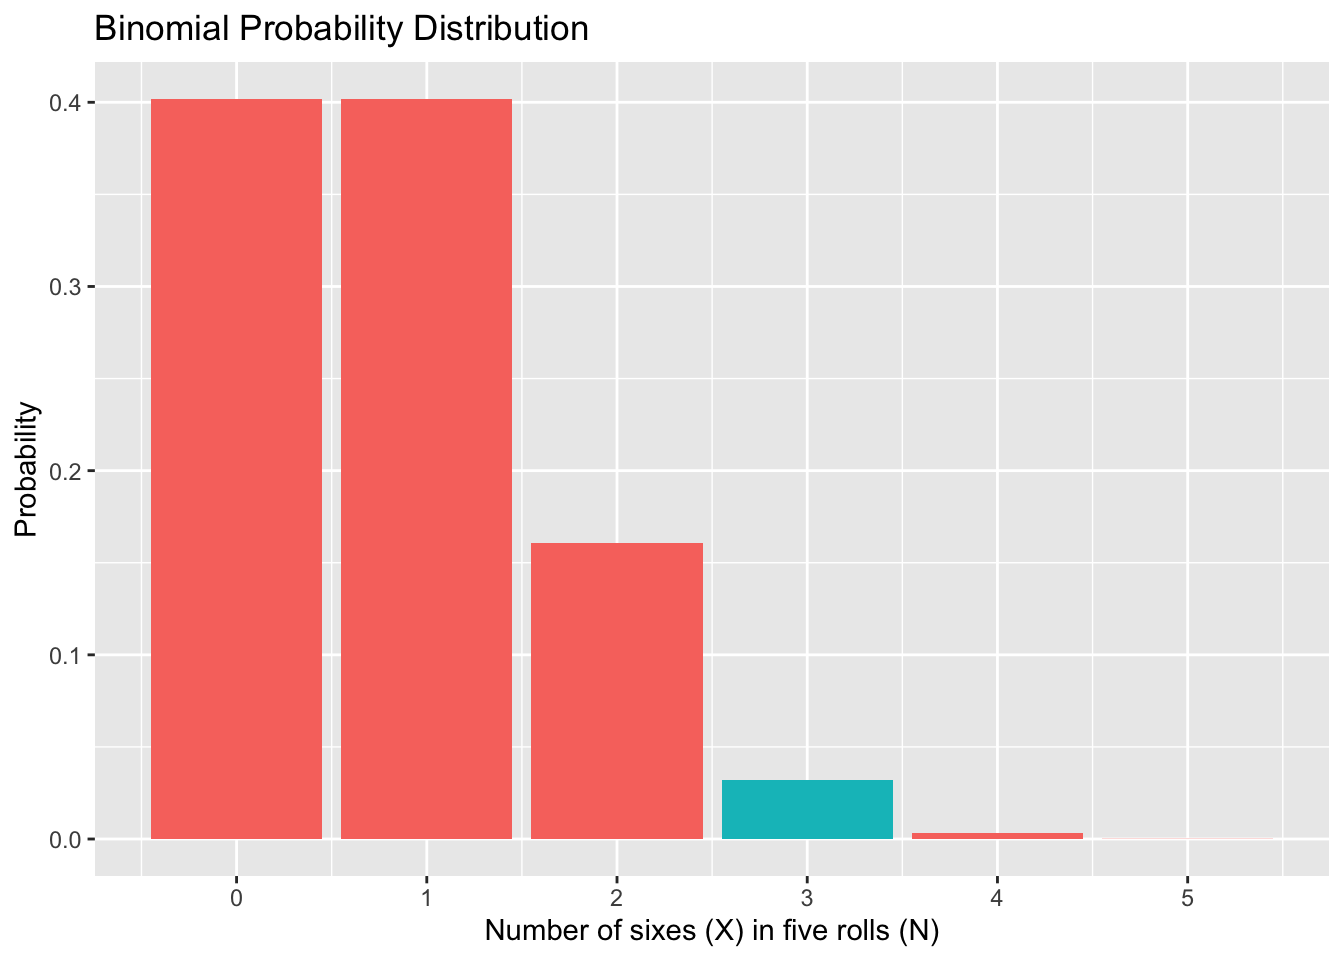 Binomial Probability Distribution
Probability
0.4
0.3
0.2
0.1
0.0
0 1 2 3 4 5
Number of sixes (X) in five rolls (N)